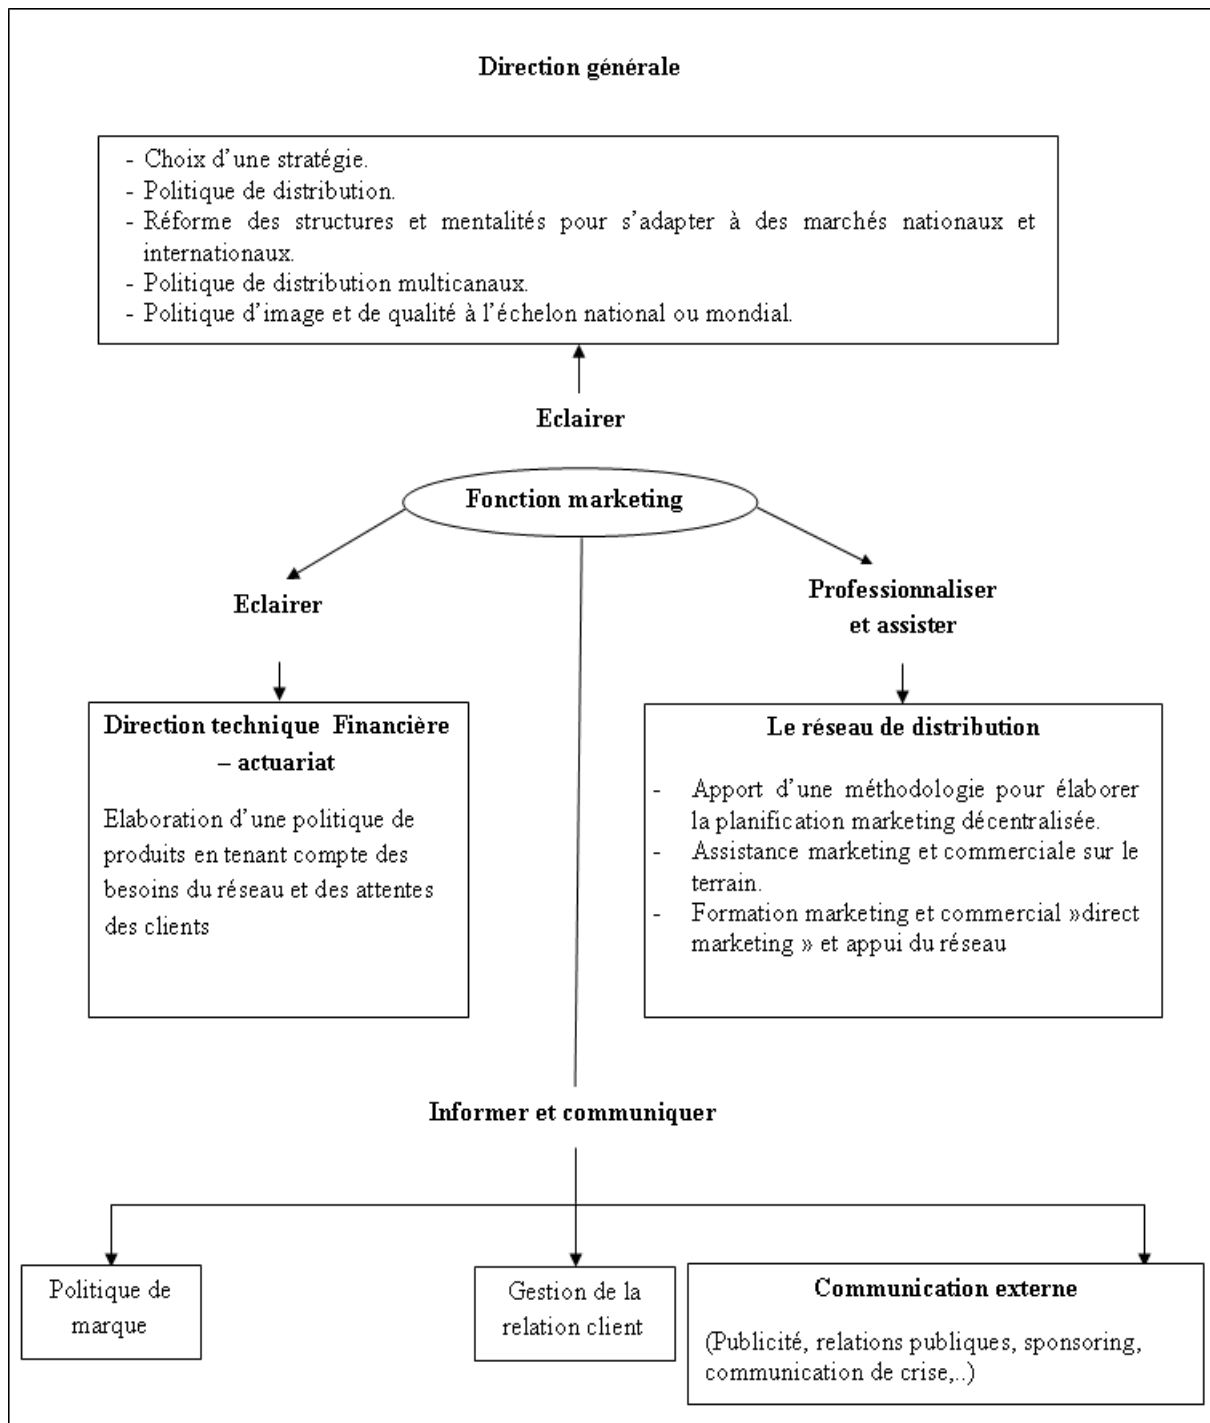 Direction générale
- Choix d'une stratégie.
- Politique de distribution.
- Réforme des structures et mentalités pour s'adapter à des marchés nationaux et
internationaux.
- Politique de distribution multicanaux.
- Politique d'image et de qualité à l'échelon national ou mondial.
Eclairer
Fonction marketing
Eclairer
Professionnaliser
et assister
Direction technique Financière
– actuariat
Elaboration d'une politique de
produits en tenant compte des
besoins du réseau et des attentes
des clients
Le réseau de distribution
- Apport d'une méthodologie pour élaborer
la planification marketing décentralisée.
- Assistance marketing et commerciale sur le
terrain.
- Formation marketing et commercial »direct
marketing » et appui du réseau
Informer et communiquer
Politique de
marque
Gestion de la
relation client
Communication externe
(Publicité, relations publiques, sponsoring,
communication de crise,..)